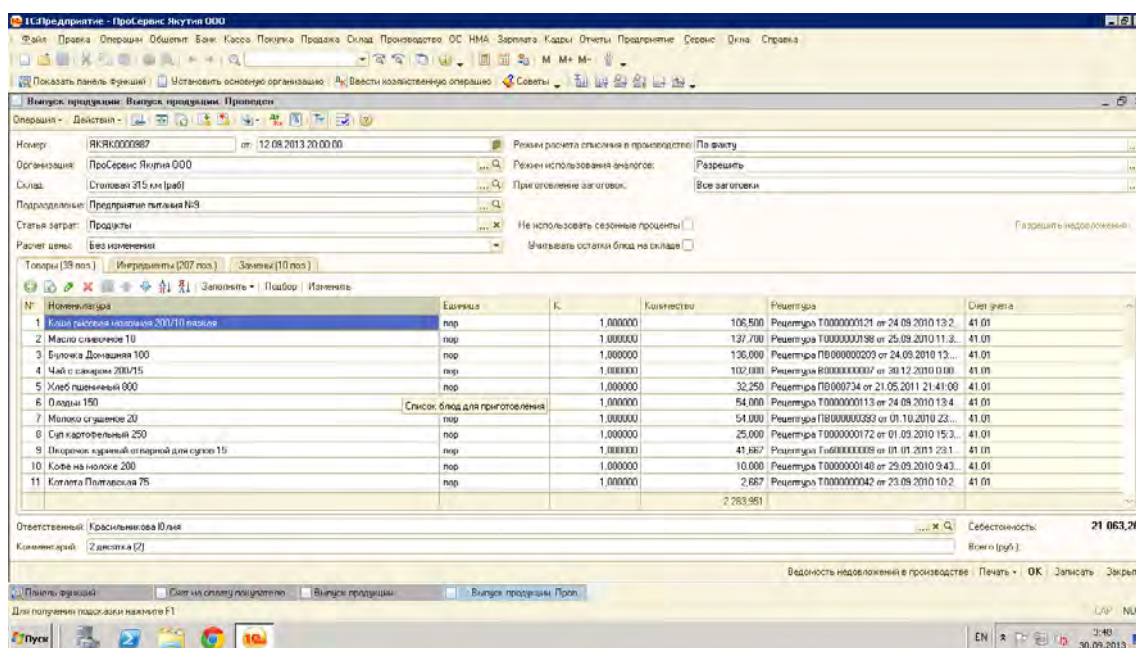 1С:Предприятие - ПроСервис Якутия ООО
Файл Правка Операции Общепит Банк Касса Покупка Продажа Склад Производство ОС НМА Зарплата Кадры Отчеты Предприятие Сервис Окна Справка
M M+ M-
Показать панель функций Установить основную организацию Ввести хозяйственную операцию Советы
Выпуск продукции: Выпуск продукции. Проведен
Операция Действия
Номер: ЯКЯК0000987 от: 12.09.2013 20:00:00 Режим расчета списания в производство: По факту
Организация: ПроСервис Якутия ООО Режим использования аналогов: Разрешить
Склад: Столовая 315 км (раб) Приготовление заготовок: Все заготовки
Подразделение: Предприятие питания №9
Статья затрат: Продукты Не использовать сезонные проценты Разрешить недовложения
Расчет цены: Без изменения Учитывать остатки блюд на складе
Товары (39 поз.) Ингредиенты (207 поз.) Замены (10 поз.)
Заполнить Подбор Изменить
N° Номенклатура Единица К. Количество Рецептура Счет учета
1 Каша рисовая молочная 200/10 вязкая пор 1,000000 106,500 Рецептура Т0000000121 от 24.09.2010 13:2... 41.01
2 Масло сливочное 10 пор 1,000000 137,700 Рецептура Т0000000198 от 25.09.2010 11:3... 41.01
3 Булочка Домашняя 100 пор 1,000000 136,000 Рецептура ПВ000000209 от 24.09.2010 13:... 41.01
4 Чай с сахаром 200/15 пор 1,000000 102,000 Рецептура В0000000007 от 30.12.2010 0:00... 41.01
5 Хлеб пшеничный 800 пор 1,000000 32,250 Рецептура ПВ000734 от 21.05.2011 21:41:08 41.01
6 Оладьи 150 1,000000 54,000 Рецептура Т0000000113 от 24.09.2010 13:4... 41.01
Список блюд для приготовления
7 Молоко сгущеное 20 пор 1,000000 54,000 Рецептура ПВ000000393 от 01.10.2010 23:... 41.01
8 Суп картофельный 250 пор 1,000000 25,000 Рецептура Т0000000172 от 01.09.2010 15:3... 41.01
9 Окорочок куриный отварной для супов 15 пор 1,000000 41,667 Рецептура от 01.01.2011 23:1... 41.01
10 Кофе на молоке 200 пор 1,000000 10,000 Рецептура Т0000000148 от 29.09.2010 9:43... 41.01
11 Котлета Полтавская 75 пор 1,000000 2,667 Рецептура Т0000000042 от 23.09.2010 10:2... 41.01
2 283,951
Ответственный: Красильникова Юлия Себестоимость: 21 063,2
Комментарий: 2 десятка (2) Всего (руб.):
Ведомость недовложений в производстве Печать OK Записать Закрыть
Панель функций Счет на оплату покупателю Выпуск продукции Выпуск продукции: Пров...
Для получения подсказки нажмите F1 CAP NU
Пуск EN 3:48
30.09.2013